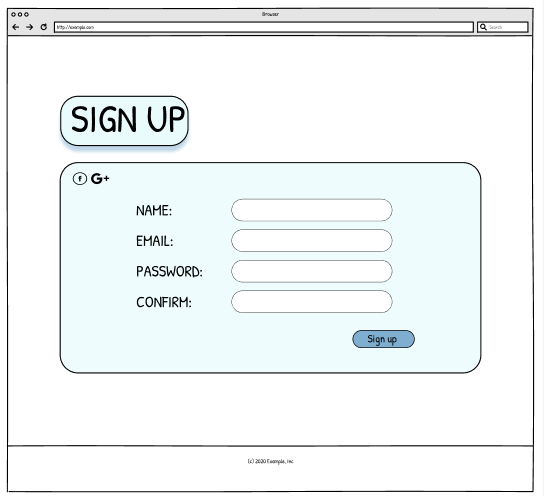 Browser
http://example.com
Search
SIGN UP
f G+
NAME:
EMAIL:
PASSWORD:
CONFIRM:
Sign up
(c) 2020 Example, Inc